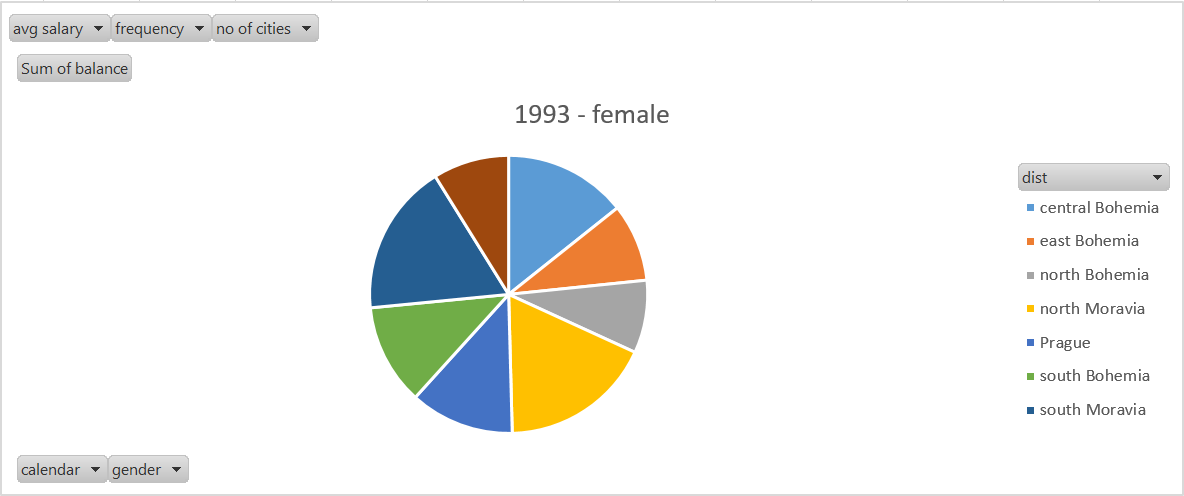 avg salary frequency no of cities
Sum of balance
1993 - female
dist
central Bohemia
east Bohemia
north Bohemia
north Moravia
Prague
south Bohemia
south Moravia
calendar gender